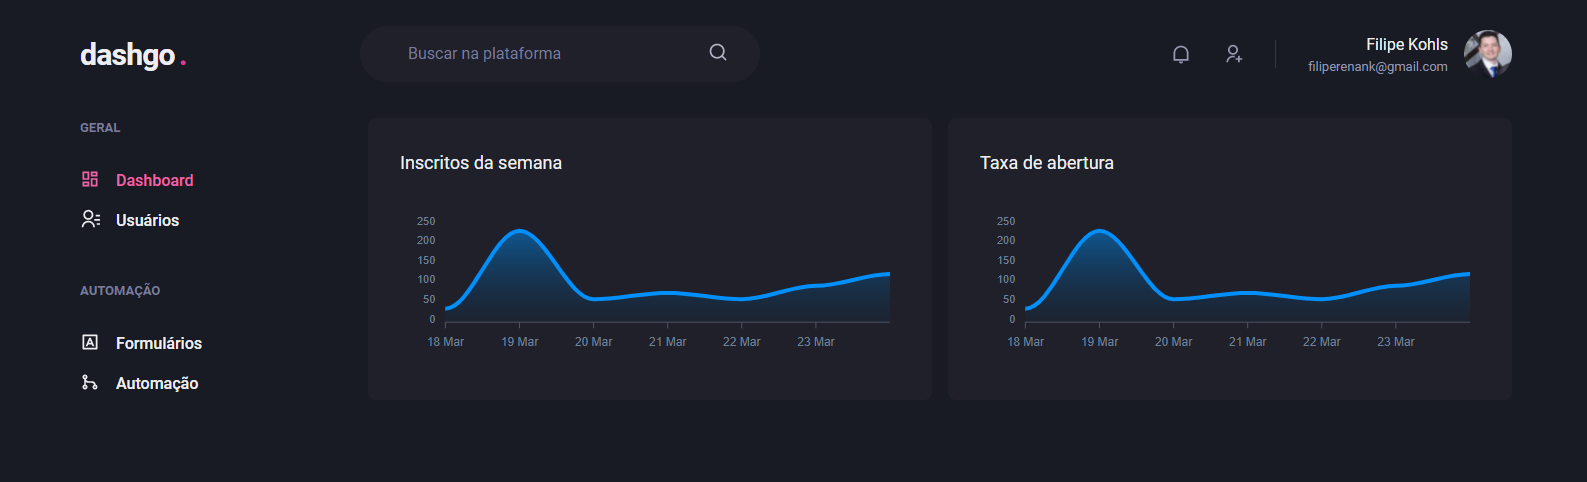 dashgo.
Buscar na plataforma
Filipe Kohls
filiperenank@gmail.com
GERAL
Dashboard
Usuários
AUTOMAÇÃO
Formulários
Automação
Inscritos da semana
250
200
150
100
50
0
18 Mar 19 Mar 20 Mar 21 Mar 22 Mar 23 Mar
Taxa de abertura
250
200
150
100
50
0
18 Mar 19 Mar 20 Mar 21 Mar 22 Mar 23 Mar